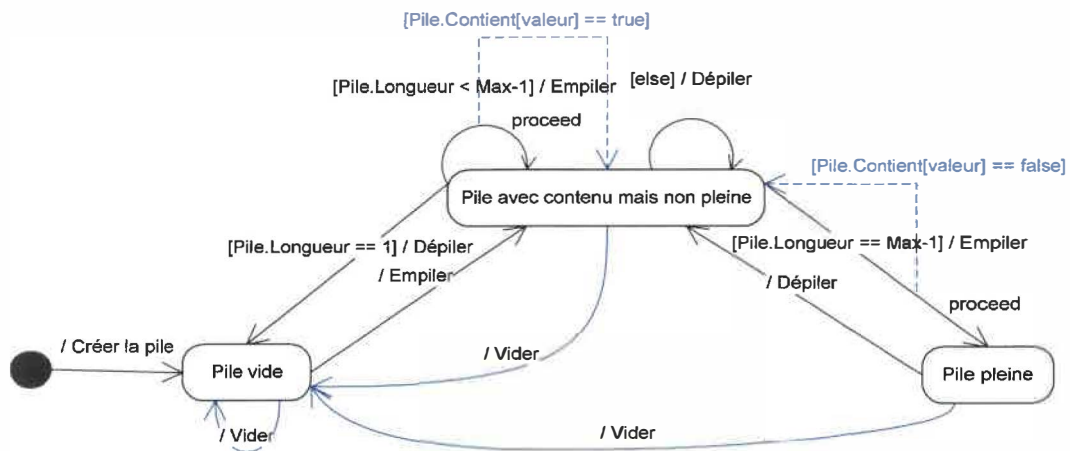 [Pile.Contient[valeur] == true]
[Pile.Longueur < Max-1] / Empiler
[else] / Dépiler
proceed
[Pile.Contient[valeur] == false]
Pile avec contenu mais non pleine
[Pile.Longueur == 1] / Dépiler
[Pile.Longueur == Max-1] / Empiler
/ Empiler
/ Dépiler
proceed
/ Créer la pile
/ Vider
Pile vide
Pile pleine
/ Vider
/ Vider